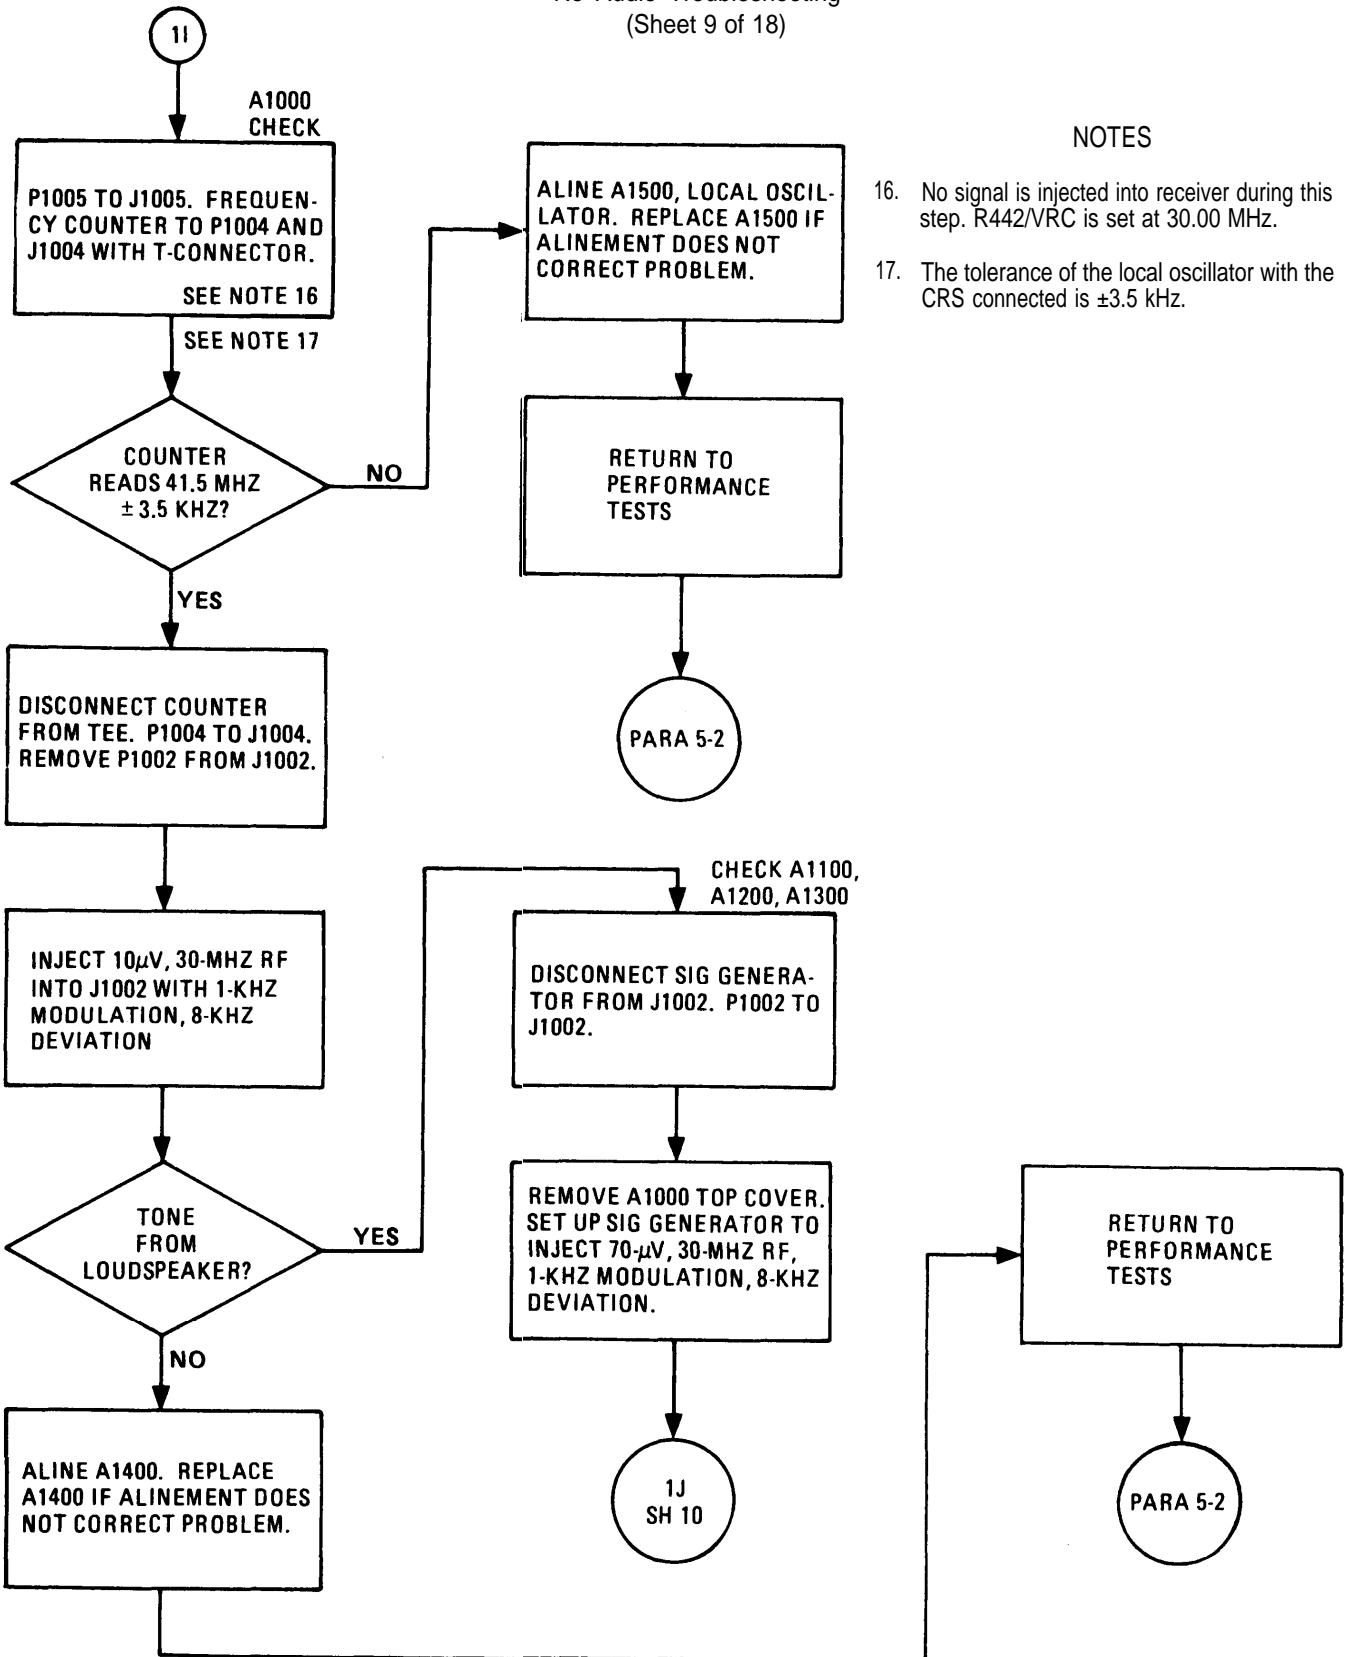 No Audio Troubleshooting
(Sheet 9 of 18)
1I
A1000
CHECK
P1005 TO J1005. FREQUEN-
CY COUNTER TO P1004 AND
J1004 WITH T-CONNECTOR.
SEE NOTE 16
SEE NOTE 17
COUNTER
READS 41.5 MHZ
± 3.5 KHZ?
NO
YES
ALINE A1500, LOCAL OSCIL-
LATOR. REPLACE A1500 IF
ALINEMENT DOES NOT
CORRECT PROBLEM.
RETURN TO
PERFORMANCE
TESTS
PARA 5-2
NOTES
16. No signal is injected into receiver during this
step. R442/VRC is set at 30.00 MHz.
17. The tolerance of the local oscillator with the
CRS connected is ±3.5 kHz.
DISCONNECT COUNTER
FROM TEE. P1004 TO J1004.
REMOVE P1002 FROM J1002.
INJECT 10µV, 30-MHZ RF
INTO J1002 WITH 1-KHZ
MODULATION, 8-KHZ
DEVIATION
TONE
FROM
LOUDSPEAKER?
YES
NO
CHECK A1100,
A1200, A1300
DISCONNECT SIG GENERA-
TOR FROM J1002. P1002 TO
J1002.
REMOVE A1000 TOP COVER.
SET UP SIG GENERATOR TO
INJECT 70-µV, 30-MHZ RF,
1-KHZ MODULATION, 8-KHZ
DEVIATION.
1J
SH 10
ALINE A1400. REPLACE
A1400 IF ALINEMENT DOES
NOT CORRECT PROBLEM.
RETURN TO
PERFORMANCE
TESTS
PARA 5-2